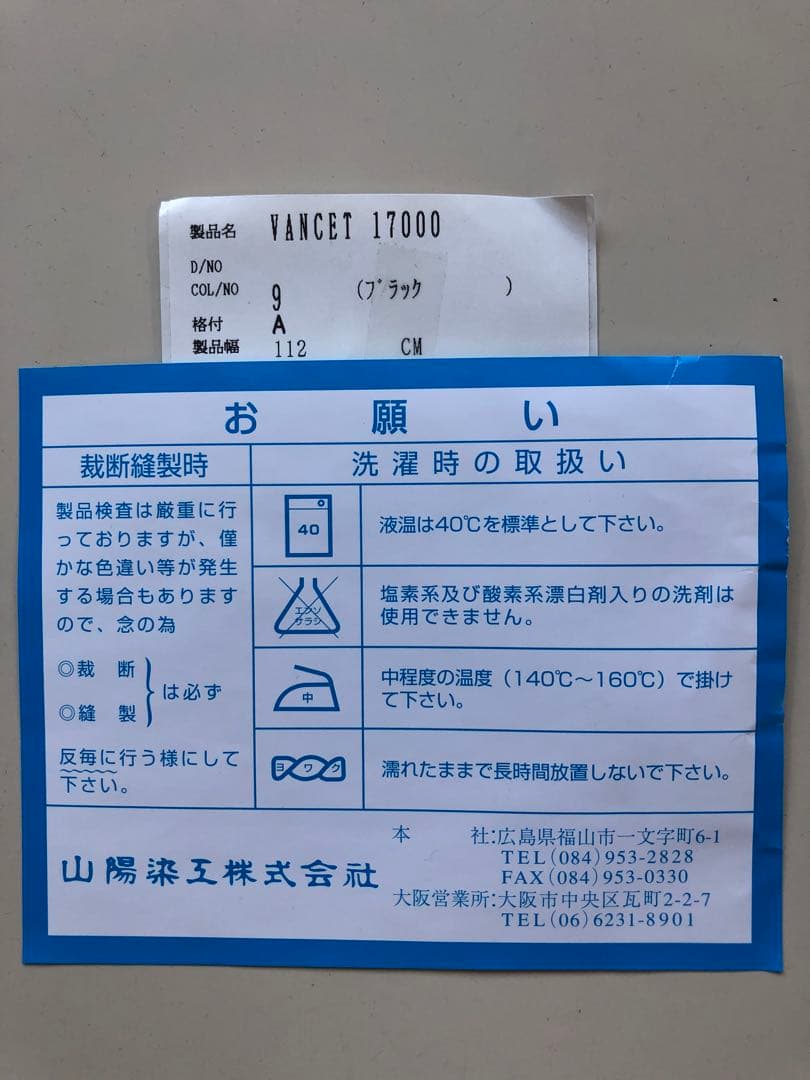 製品名 VANCET 17000
D/NO
COL/NO 9 (ブラック )
格付 A
製品幅 112 CM
お願い
裁断縫製時
製品検査は厳重に行
っておりますが、僅
かな色違い等が発生
する場合もあります
ので、念の為
◎裁 断
◎縫 製
}は必ず
反毎に行う様にして
下さい。
洗濯時の取扱い
40
液温は40℃を標準として下さい。
エンソ
サラシ
塩素系及び酸素系漂白剤入りの洗剤は
使用できません。
中
中程度の温度（140℃〜160℃）で掛け
て下さい。
ヨワク
濡れたままで長時間放置しないで下さい。
山陽染工株式会社
本 社:広島県福山市一文字町6-1
TEL(084)953-2828
FAX(084)953-0330
大阪営業所:大阪市中央区瓦町2-2-7
TEL(06)6231-8901